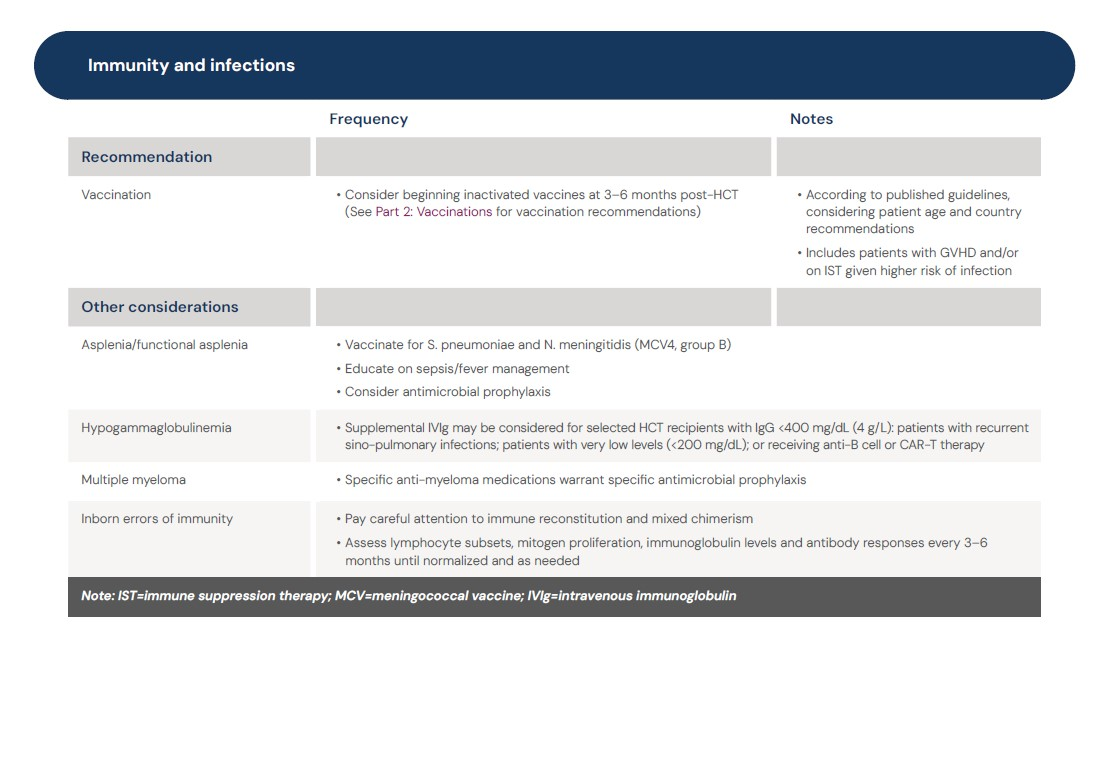 Immunity and infections
Frequency
Notes
Recommendation
Vaccination
• Consider beginning inactivated vaccines at 3–6 months post-HCT
(See Part 2: Vaccinations for vaccination recommendations)
• According to published guidelines,
considering patient age and country
recommendations
• Includes patients with GVHD and/or
on IST given higher risk of infection
Other considerations
Asplenia/functional asplenia
• Vaccinate for S. pneumoniae and N. meningitidis (MCV4, group B)
• Educate on sepsis/fever management
• Consider antimicrobial prophylaxis
Hypogammaglobulinemia
• Supplemental IVIg may be considered for selected HCT recipients with IgG <400 mg/dL (4 g/L): patients with recurrent
sino-pulmonary infections; patients with very low levels (<200 mg/dL); or receiving anti-B cell or CAR-T therapy
Multiple myeloma
• Specific anti-myeloma medications warrant specific antimicrobial prophylaxis
Inborn errors of immunity
• Pay careful attention to immune reconstitution and mixed chimerism
• Assess lymphocyte subsets, mitogen proliferation, immunoglobulin levels and antibody responses every 3–6
months until normalized and as needed
Note: IST=immune suppression therapy; MCV=meningococcal vaccine; IVIg=intravenous immunoglobulin